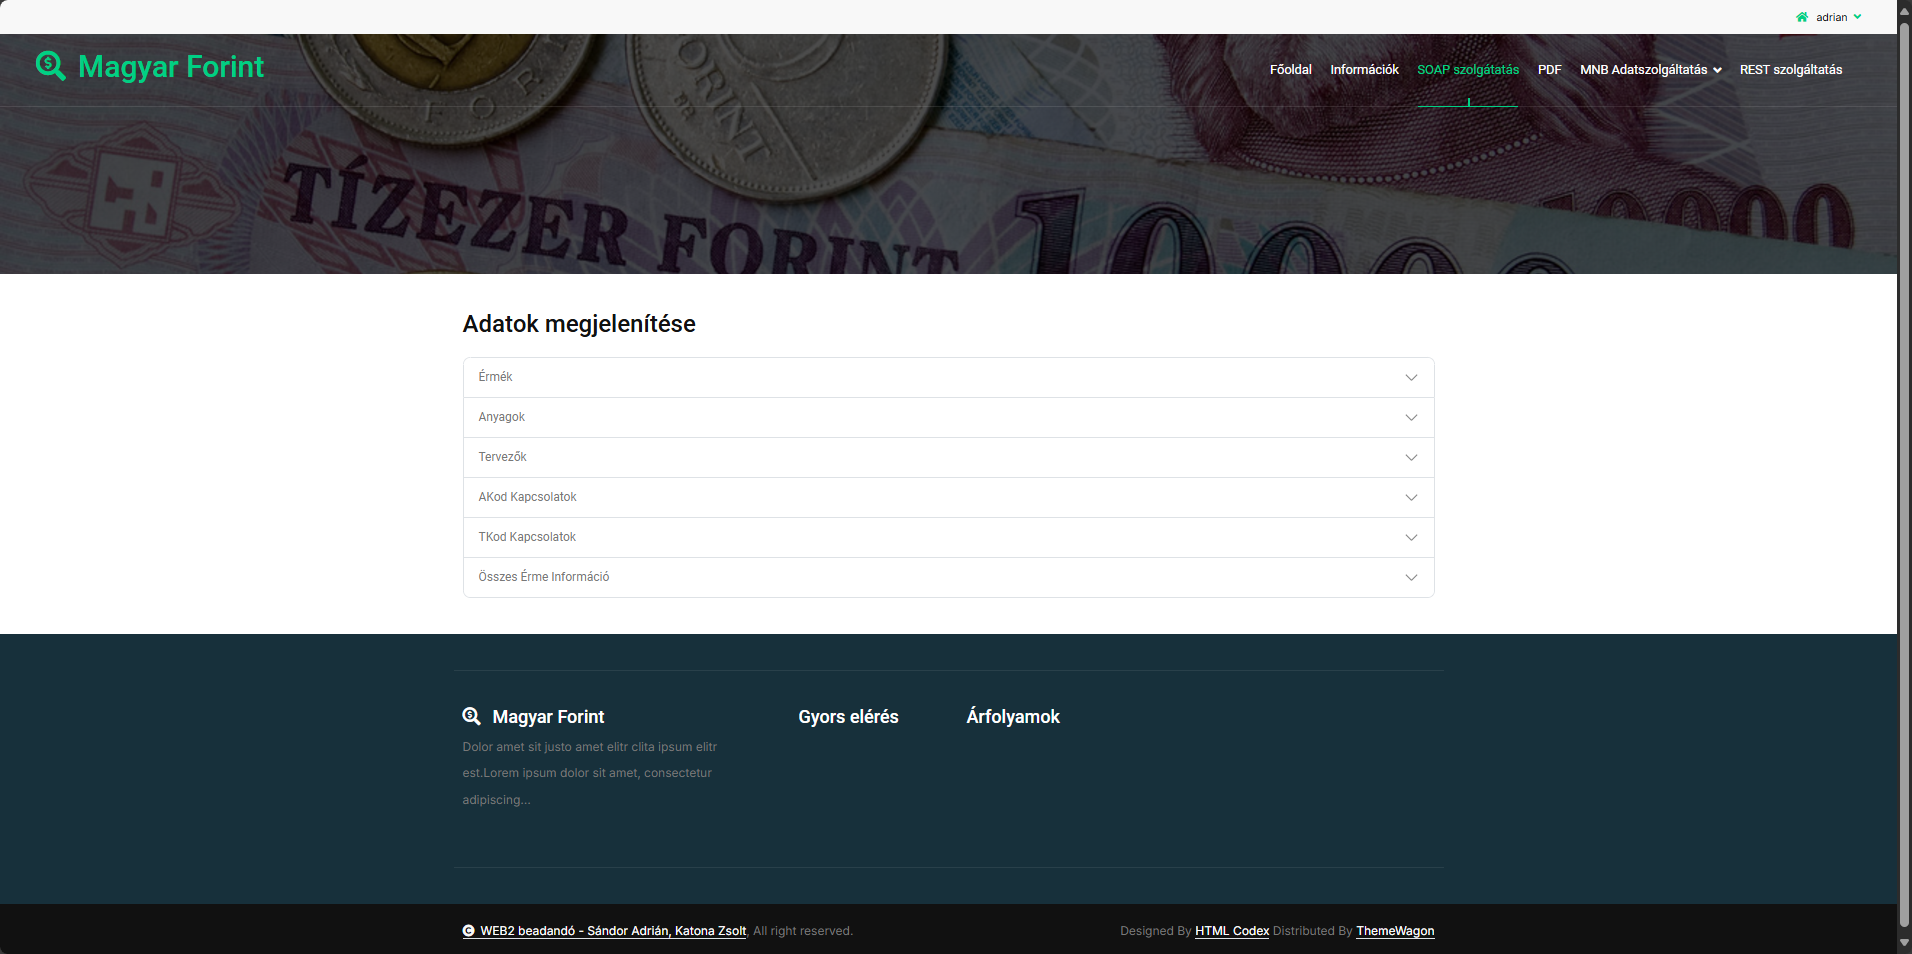 adrian
Magyar Forint
Főoldal Információk SOAP szolgátatás PDF MNB Adatszolgáltatás REST szolgáltatás
FORINT
TÍZEZER FORINT
10000
Adatok megjelenítése
Érmék
Anyagok
Tervezők
AKod Kapcsolatok
TKod Kapcsolatok
Összes Érme Információ
Magyar Forint
Dolor amet sit justo amet elitr clita ipsum elitr
est.Lorem ipsum dolor sit amet, consectetur
adipiscing...
Gyors elérés
Árfolyamok
WEB2 beadandó - Sándor Adrián, Katona Zsolt, All right reserved.
Designed By HTML Codex Distributed By ThemeWagon